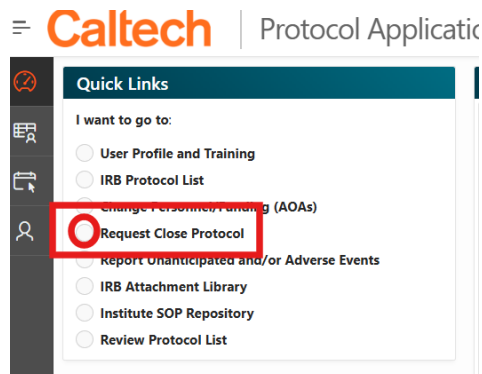 Caltech Protocol Applicatio
Quick Links
I want to go to:
User Profile and Training
IRB Protocol List
Change Personnel/Funding (AOAs)
Request Close Protocol
Report Unanticipated and/or Adverse Events
IRB Attachment Library
Institute SOP Repository
Review Protocol List